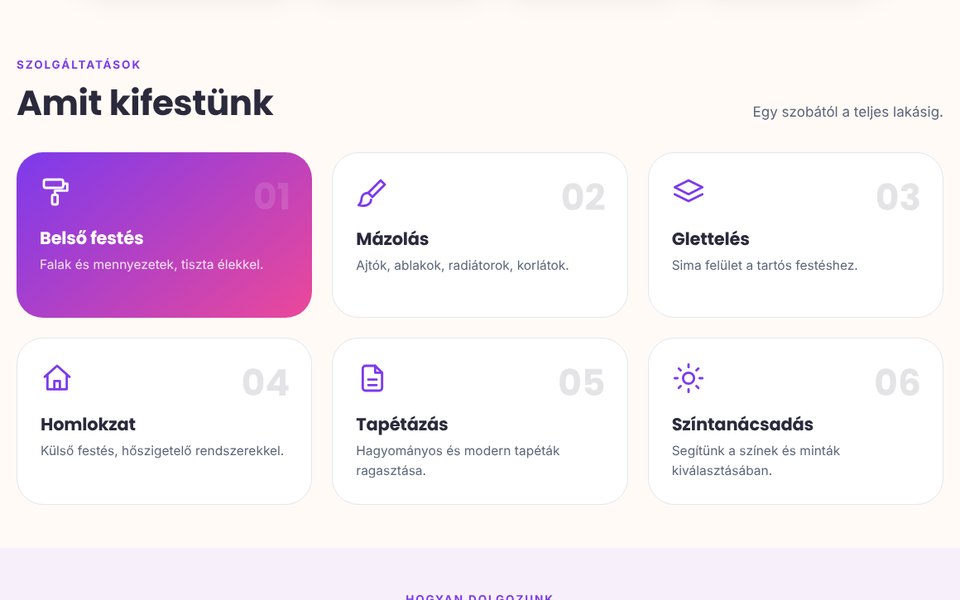 SZOLGÁLTATÁSOK
Amit kifestünk
Egy szobától a teljes lakásig.
01
Belső festés
Falak és mennyezetek, tiszta élekkel.
02
Mázolás
Ajtók, ablakok, radiátorok, korlátok.
03
Glettelés
Sima felület a tartós festéshez.
04
Homlokzat
Külső festés, hőszigetelő rendszerekkel.
05
Tapétázás
Hagyományos és modern tapéták
ragasztása.
06
Színtanácsadás
Segítünk a színek és minták
kiválasztásában.
HOGYAN DOLGOZUNK